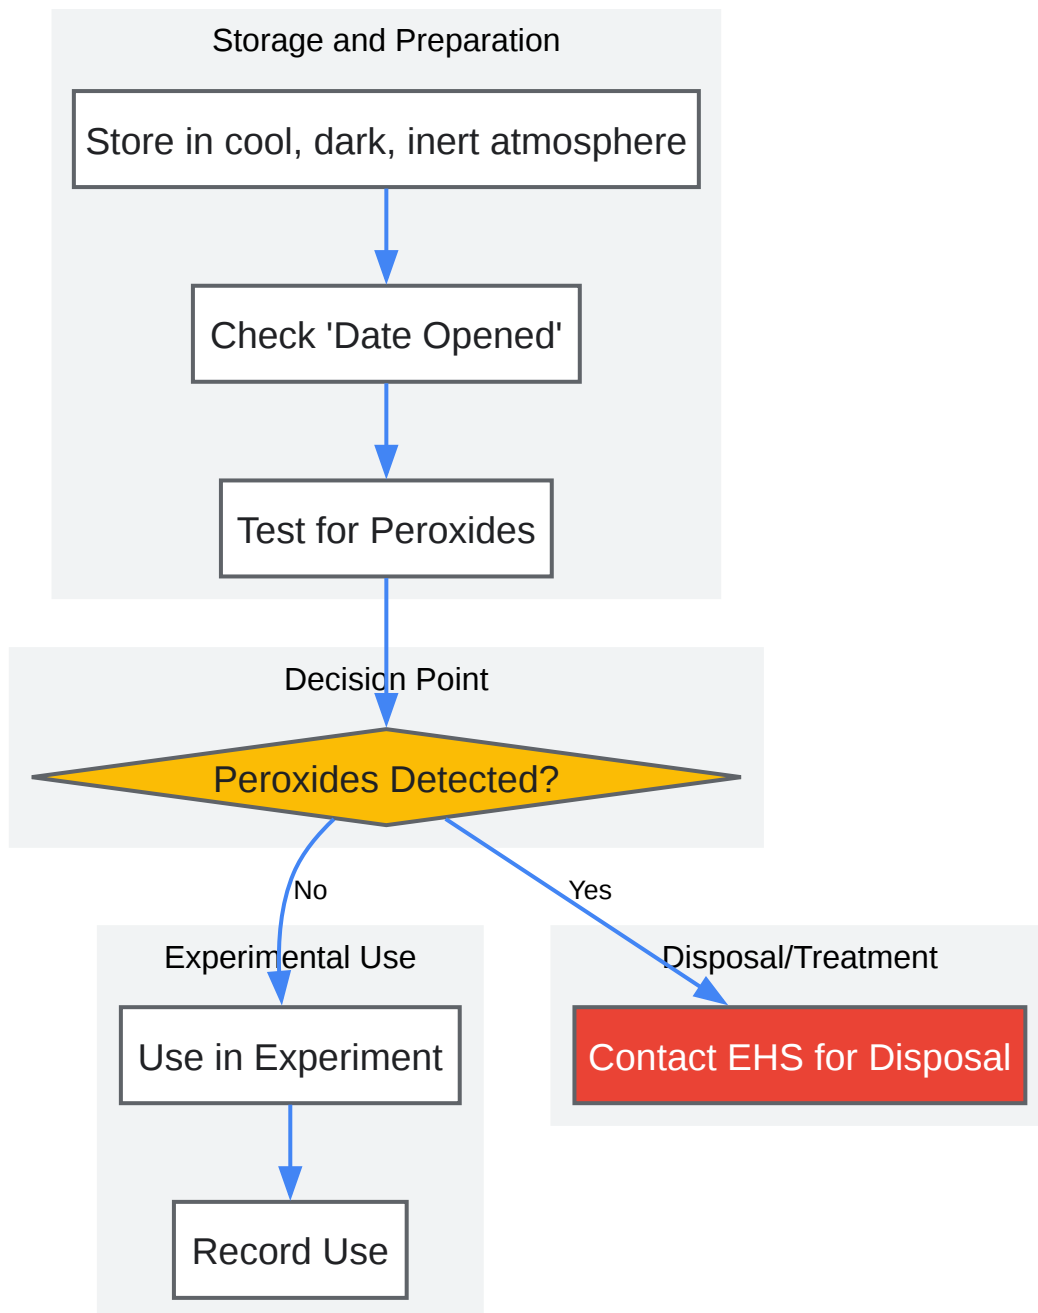 Storage and Preparation
Store in cool, dark, inert atmosphere
Check 'Date Opened'
Test for Peroxides
Decision Point
Peroxides Detected?
No
Yes
Experimental Use
Use in Experiment
Record Use
Disposal/Treatment
Contact EHS for Disposal